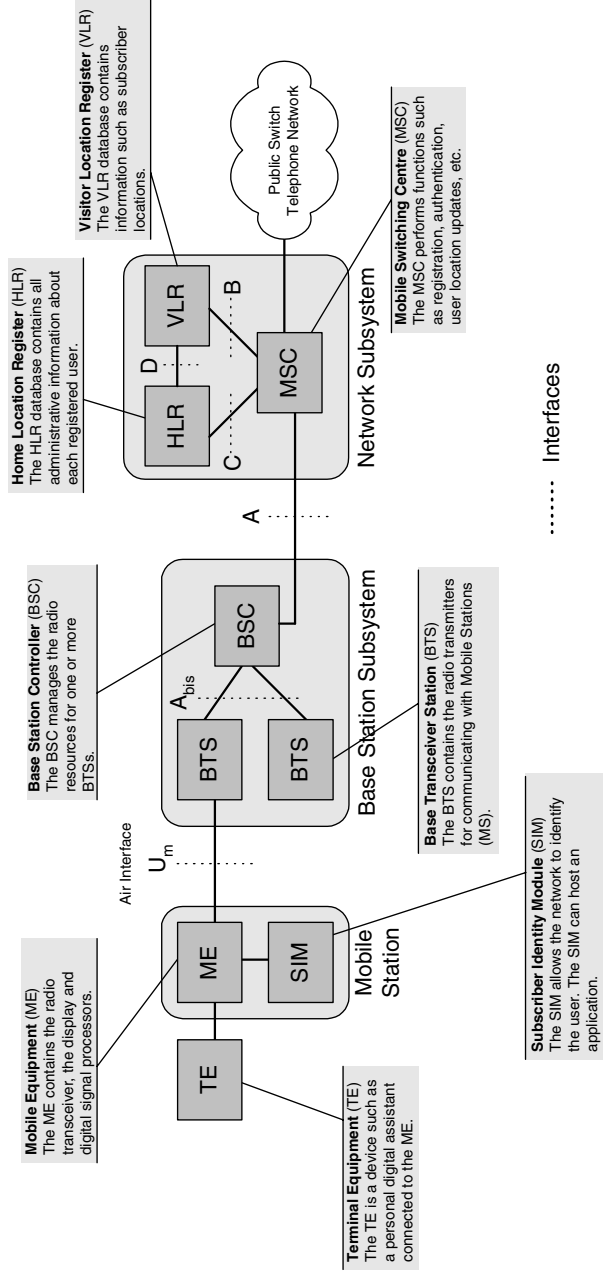 Mobile Equipment (ME)
The ME contains the radio
transceiver, the display and
digital signal processors.
Base Station Controller (BSC)
The BSC manages the radio
resources for one or more
BTSs.
Home Location Register (HLR)
The HLR database contains all
administrative information about
each registered user.
Visitor Location Register (VLR)
The VLR database contains
information such as subscriber
locations.
Air Interface
Um
TE
ME
SIM
Mobile
Station
BTS
BTS
Abis
BSC
Base Station Subsystem
A
HLR
D
VLR
C
B
MSC
Network Subsystem
Public Switch
Telephone Network
Terminal Equipment (TE)
The TE is a device such as
a personal digital assistant
connected to the ME.
Subscriber Identity Module (SIM)
The SIM allows the network to identify
the user. The SIM can host an
application.
Base Transceiver Station (BTS)
The BTS contains the radio transmitters
for communicating with Mobile Stations
(MS).
Mobile Switching Centre (MSC)
The MSC performs functions such
as registration, authentication,
user location updates, etc.
Interfaces